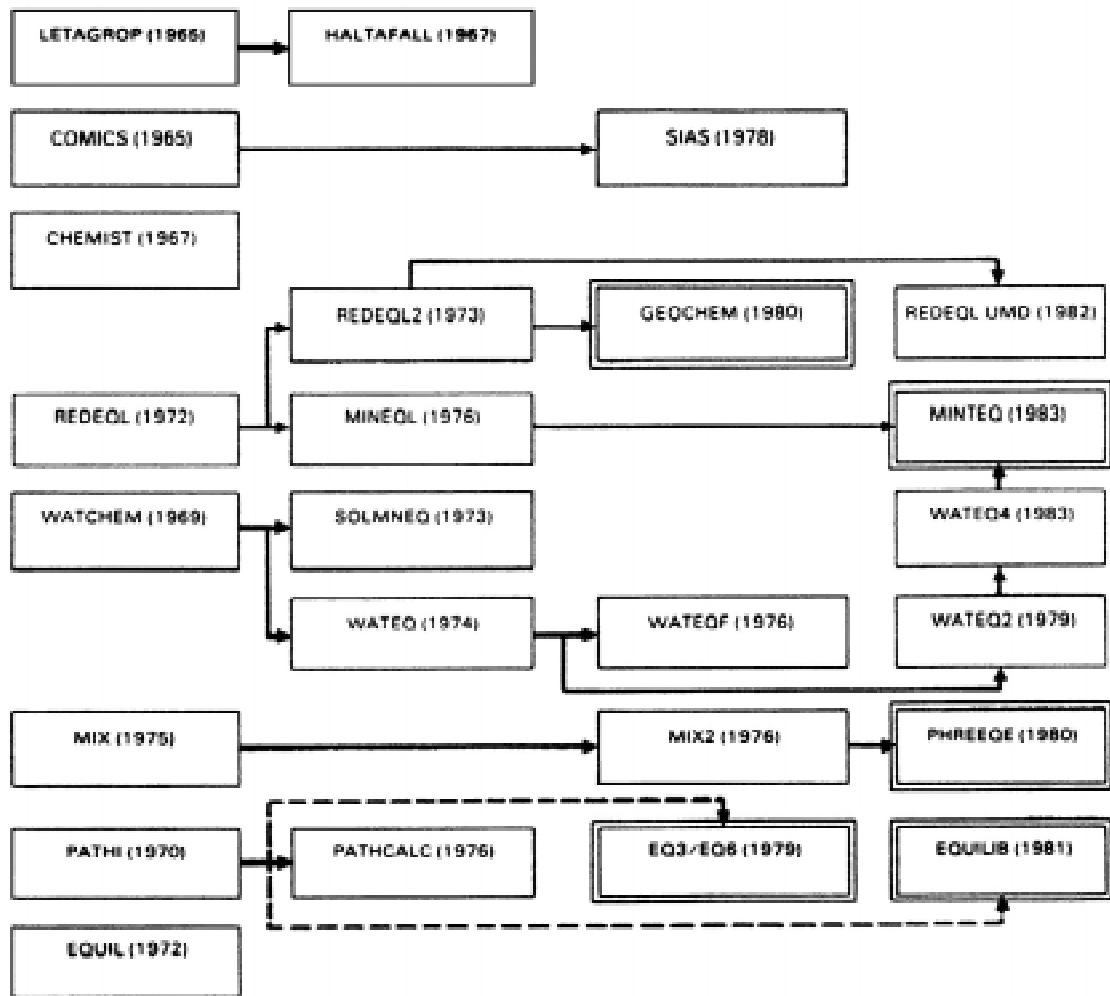 LETAGROP (1966)
HALTAFALL (1967)
COMICS (1965)
SIAS (1978)
CHEMIST (1967)
REDEQL2 (1973)
GEOCHEM (1980)
REDEQL UMD (1982)
REDEQL (1972)
MINEQL (1976)
MINTEQ (1983)
WATCHEM (1969)
SOLMNEQ (1973)
WATEQ4 (1983)
WATEQ (1974)
WATEQF (1976)
WATEQ2 (1979)
MIX (1975)
MIX2 (1976)
PHREEQE (1980)
PATHI (1970)
PATHCALC (1976)
EQ3/EQ6 (1979)
EQUILIB (1981)
EQUIL (1972)